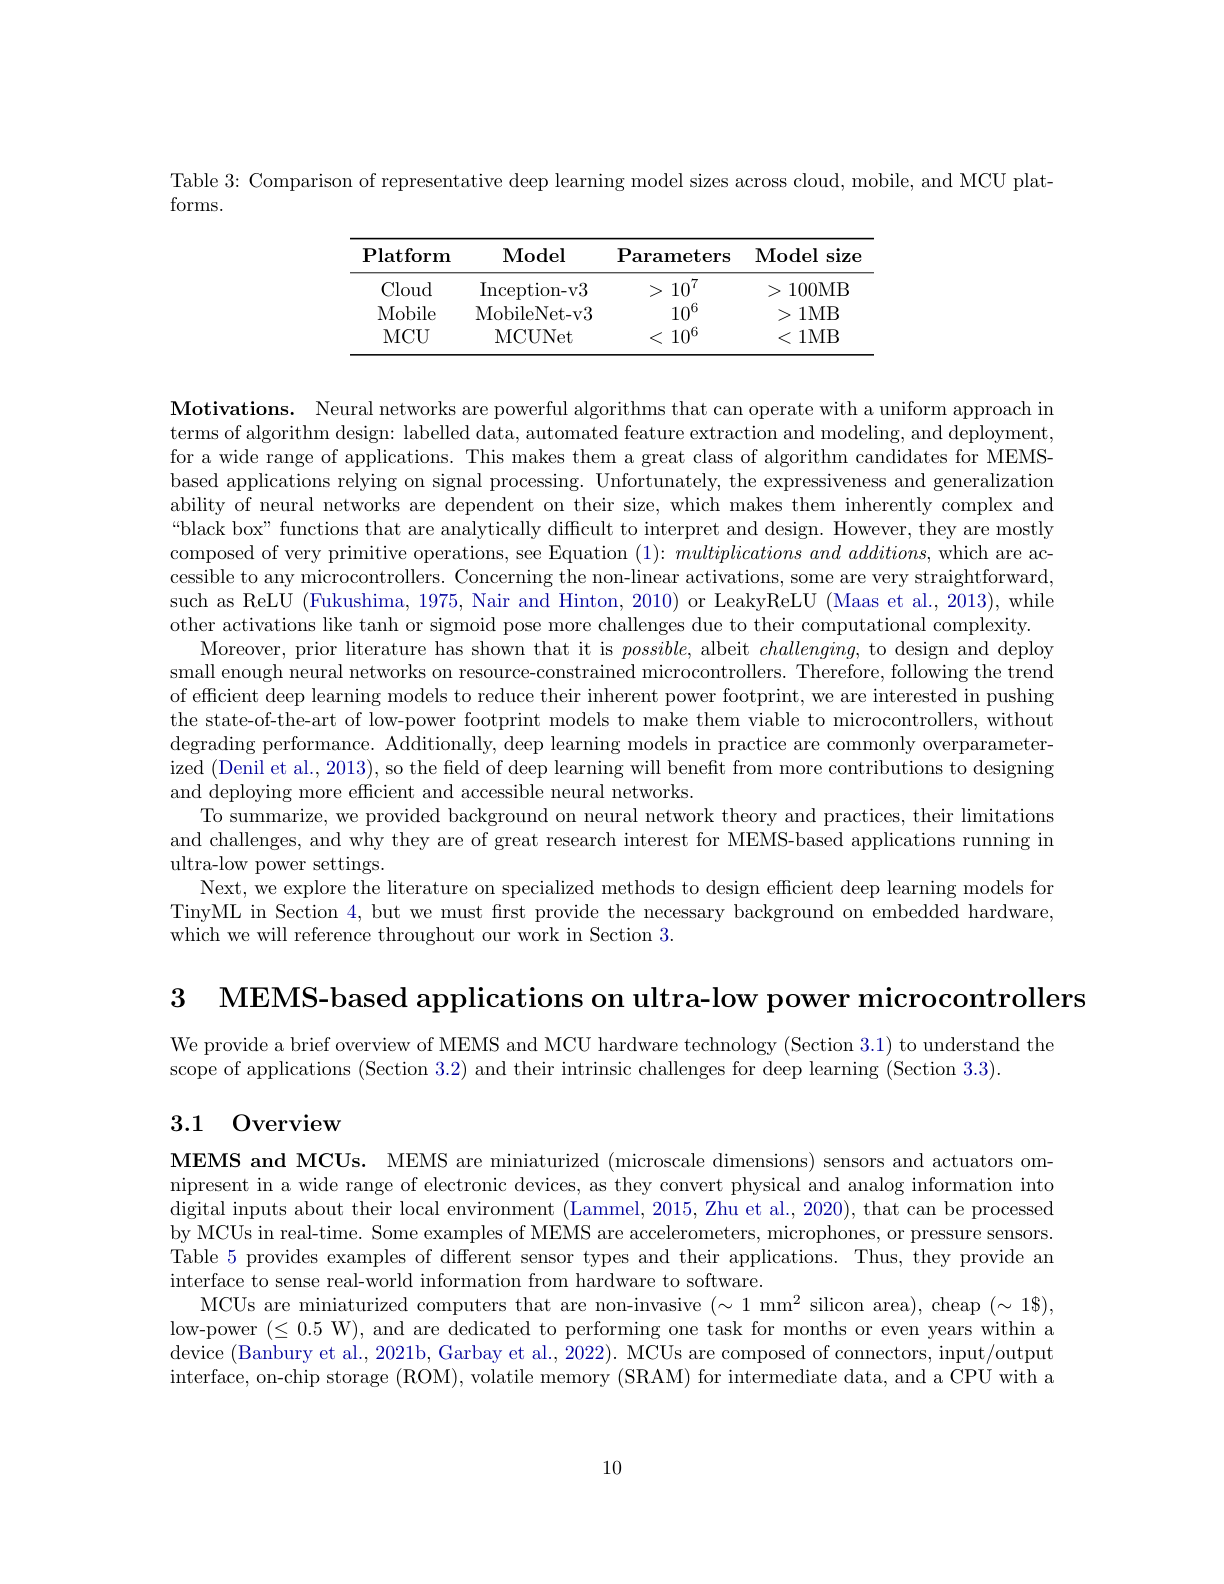 Table 3: Comparison of representative deep learning model sizes across cloud, mobile, and MCU plat-
forms.
Platform Model Parameters Model size
Cloud Inception-v3 > 10^7 > 100MB
Mobile MobileNet-v3 10^6 > 1MB
MCU MCUNet < 10^6 < 1MB
Motivations. Neural networks are powerful algorithms that can operate with a uniform approach in
terms of algorithm design: labelled data, automated feature extraction and modeling, and deployment,
for a wide range of applications. This makes them a great class of algorithm candidates for MEMS-
based applications relying on signal processing. Unfortunately, the expressiveness and generalization
ability of neural networks are dependent on their size, which makes them inherently complex and
“black box” functions that are analytically difficult to interpret and design. However, they are mostly
composed of very primitive operations, see Equation (1): multiplications and additions, which are ac-
cessible to any microcontrollers. Concerning the non-linear activations, some are very straightforward,
such as ReLU (Fukushima, 1975, Nair and Hinton, 2010) or LeakyReLU (Maas et al., 2013), while
other activations like tanh or sigmoid pose more challenges due to their computational complexity.
Moreover, prior literature has shown that it is possible, albeit challenging, to design and deploy
small enough neural networks on resource-constrained microcontrollers. Therefore, following the trend
of efficient deep learning models to reduce their inherent power footprint, we are interested in pushing
the state-of-the-art of low-power footprint models to make them viable to microcontrollers, without
degrading performance. Additionally, deep learning models in practice are commonly overparameter-
ized (Denil et al., 2013), so the field of deep learning will benefit from more contributions to designing
and deploying more efficient and accessible neural networks.
To summarize, we provided background on neural network theory and practices, their limitations
and challenges, and why they are of great research interest for MEMS-based applications running in
ultra-low power settings.
Next, we explore the literature on specialized methods to design efficient deep learning models for
TinyML in Section 4, but we must first provide the necessary background on embedded hardware,
which we will reference throughout our work in Section 3.
3 MEMS-based applications on ultra-low power microcontrollers
We provide a brief overview of MEMS and MCU hardware technology (Section 3.1) to understand the
scope of applications (Section 3.2) and their intrinsic challenges for deep learning (Section 3.3).
3.1 Overview
MEMS and MCUs. MEMS are miniaturized (microscale dimensions) sensors and actuators om-
nipresent in a wide range of electronic devices, as they convert physical and analog information into
digital inputs about their local environment (Lammel, 2015, Zhu et al., 2020), that can be processed
by MCUs in real-time. Some examples of MEMS are accelerometers, microphones, or pressure sensors.
Table 5 provides examples of different sensor types and their applications. Thus, they provide an
interface to sense real-world information from hardware to software.
MCUs are miniaturized computers that are non-invasive (∼ 1 mm² silicon area), cheap (∼ 1$),
low-power (≤ 0.5 W), and are dedicated to performing one task for months or even years within a
device (Banbury et al., 2021b, Garbay et al., 2022). MCUs are composed of connectors, input/output
interface, on-chip storage (ROM), volatile memory (SRAM) for intermediate data, and a CPU with a
10